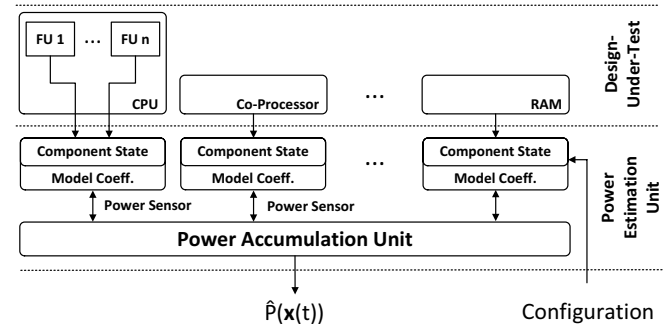 FU 1
...
FU n
CPU
Co-Processor
...
RAM
Design-
Under-Test
Component State
Model Coeff.
Component State
Model Coeff.
...
Component State
Model Coeff.
Power Sensor
Power Sensor
Power Accumulation Unit
Power
Estimation
Unit
P̂(x(t))
Configuration